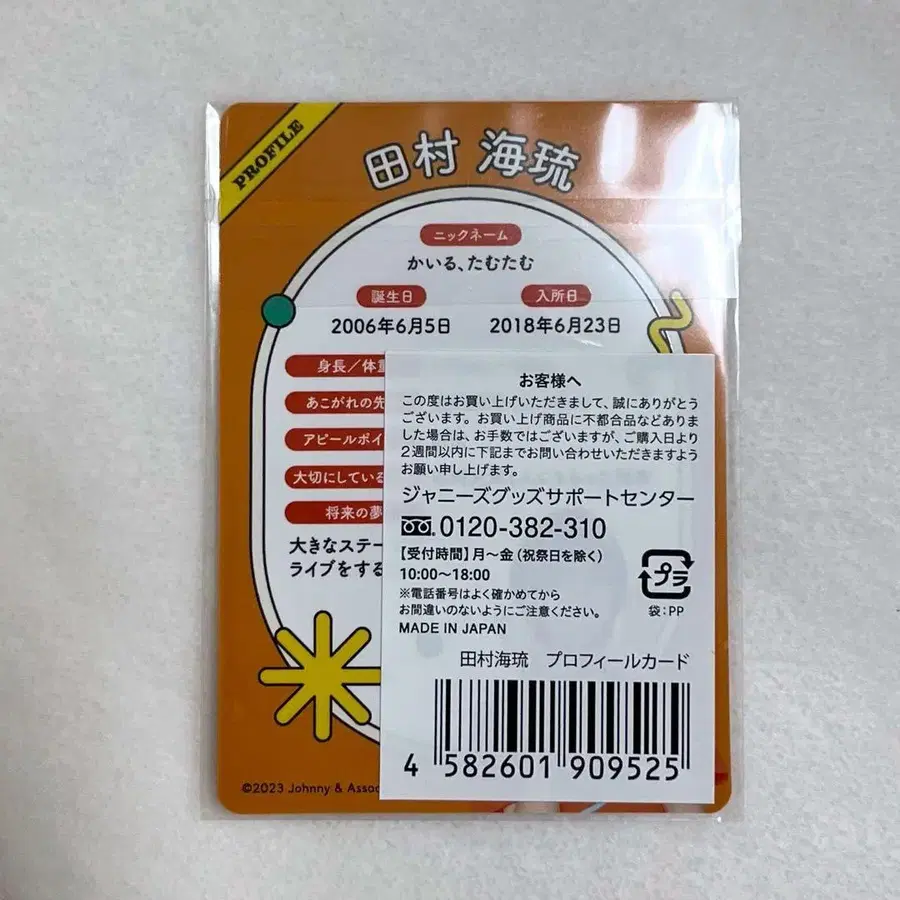 PROFILE
田村 海琉
ニックネーム
かいる、たむたむ
誕生日
入所日
2006年6月5日
2018年6月23日
身長／体
あこがれの先
アピールポイ
大切にしている
将来の夢
大きなステー
ライブをする
©2023 Johnny & Assoc
お客様へ
この度はお買い上げいただきまして、誠にありがとう
ございます。お買い上げ商品に不都合品などありま
した場合は、お手数ではございますが、ご購入日より
2週間以内に下記までお問い合わせいただきますよう
お願い申し上げます。
ジャニーズグッズサポートセンター
0120-382-310
【受付時間】月〜金（祝祭日を除く）
10:00〜18:00
※電話番号はよく確かめてから
お間違いのないようにご注意ください。
MADE IN JAPAN
プラ
袋：PP
田村海琉　プロフィールカード
4 582601 909525